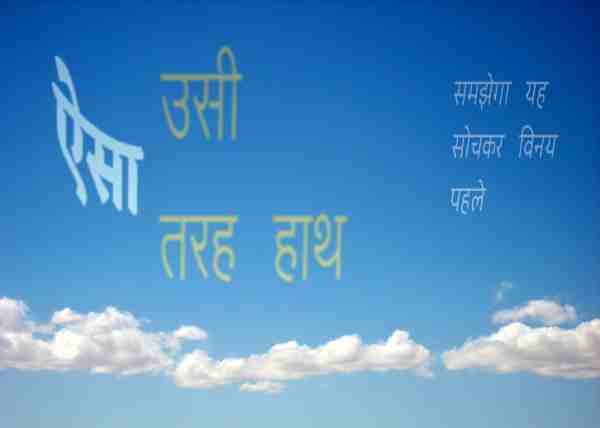 ऐसा
उसी
तरह हाथ
समझेगा यह
सोचकर विनय
पहले